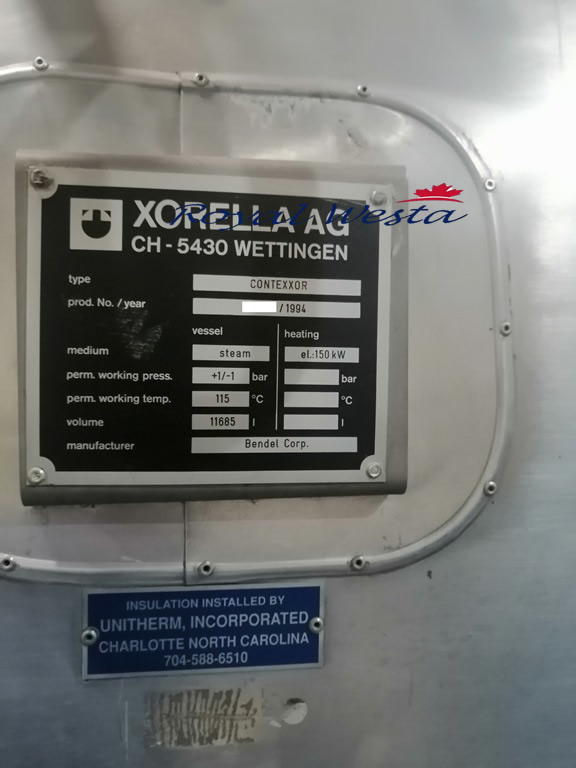 XORELLA AG
Royal Westa
CH - 5430 WETTINGEN
type CONTEXXOR
prod. No. / year / 1994
vessel heating
medium steam el.:150 kW
perm. working press. +1/-1 bar bar
perm. working temp. 115 °C °C
volume 11685 l l
manufacturer Bendel Corp.
INSULATION INSTALLED BY
UNITHERM, INCORPORATED
CHARLOTTE NORTH CAROLINA
704-588-6510